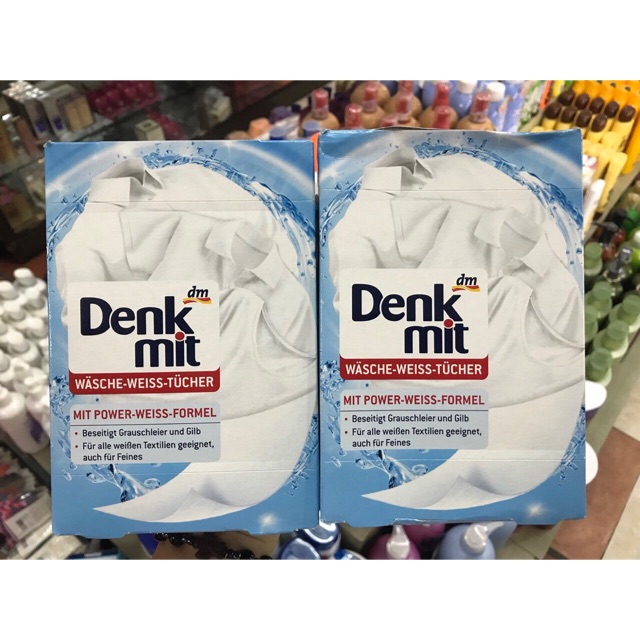 dm
Denk
mit
WÄSCHE-WEISS-TÜCHER
MIT POWER-WEISS-FORMEL
• Beseitigt Grauschleier und Gilb
• Für alle weißen Textilien geeignet,
auch für Feines
dm
Denk
mit
WÄSCHE-WEISS-TÜCHER
MIT POWER-WEISS-FORMEL
• Beseitigt Grauschleier und Gilb
• Für alle weißen Textilien geeignet,
auch für Feines